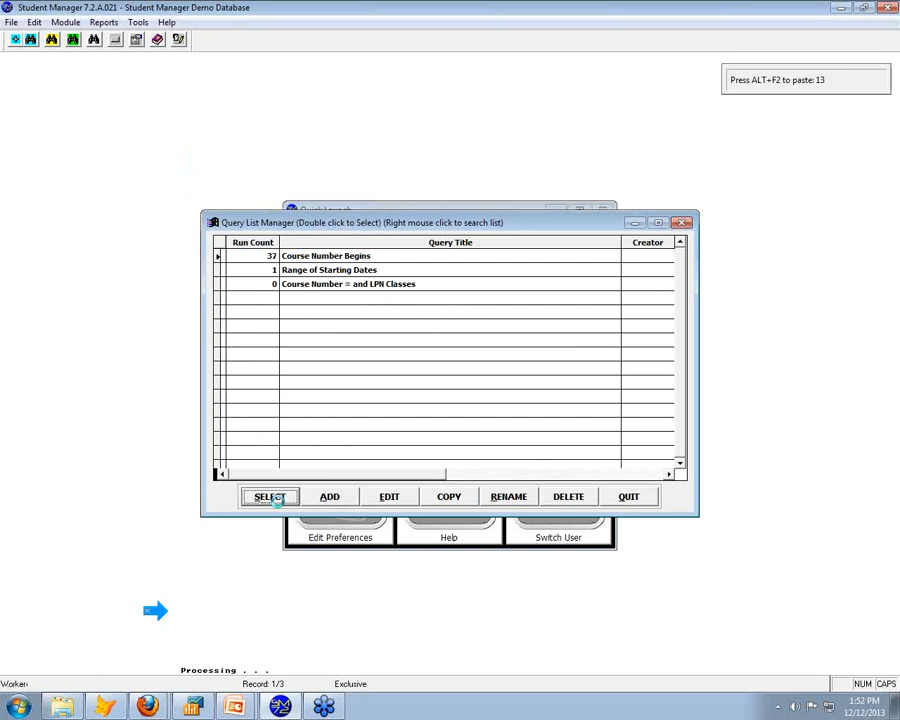 Student Manager 7.2.A.021 - Student Manager Demo Database
File Edit Module Reports Tools Help
Press ALT+F2 to paste: 13
Query List Manager (Double click to Select) (Right mouse click to search list)
Run Count Query Title Creator
37 Course Number Begins
1 Range of Starting Dates
0 Course Number = and LPN Classes
SELECT ADD EDIT COPY RENAME DELETE QUIT
Edit Preferences Help Switch User
Processing . . .
Worker Record: 1/3 Exclusive NUM CAPS
1:52 PM
12/12/2013